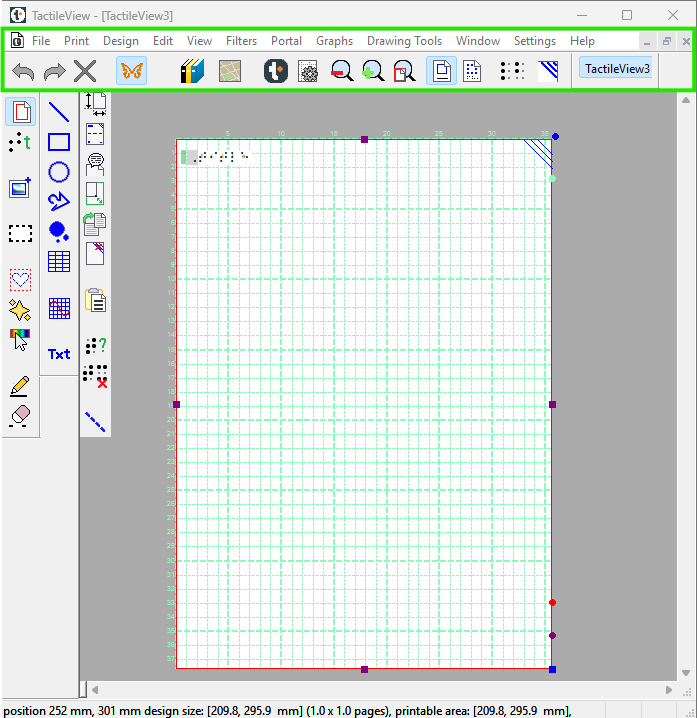 TactileView - [TactileView3]
File Print Design Edit View Filters Portal Graphs Drawing Tools Window Settings Help
TactileView3
5 10 15 20 25 30 35
t
?
Txt
position 252 mm, 301 mm design size: [209.8, 295.9 mm] (1.0 x 1.0 pages), printable area: [209.8, 295.9 mm],